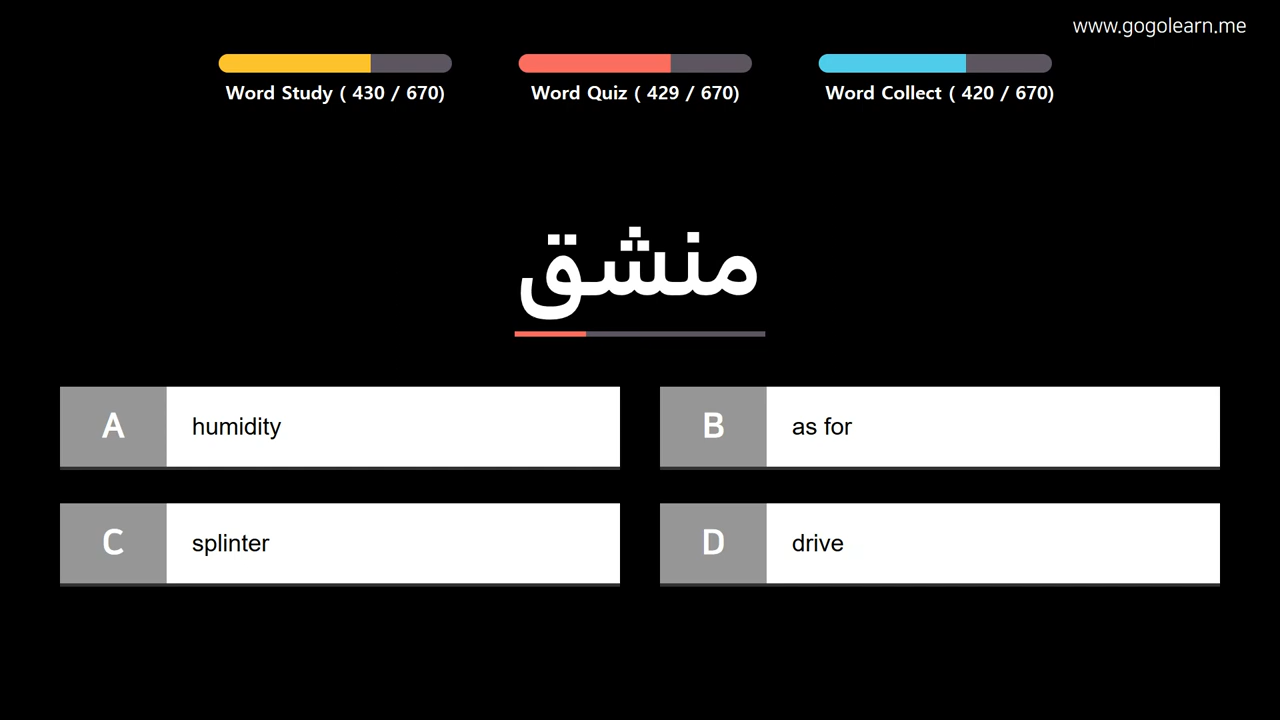 www.gogolearn.me
Word Study ( 430 / 670)
Word Quiz ( 429 / 670)
Word Collect ( 420 / 670)
منشق
A humidity
B as for
C splinter
D drive